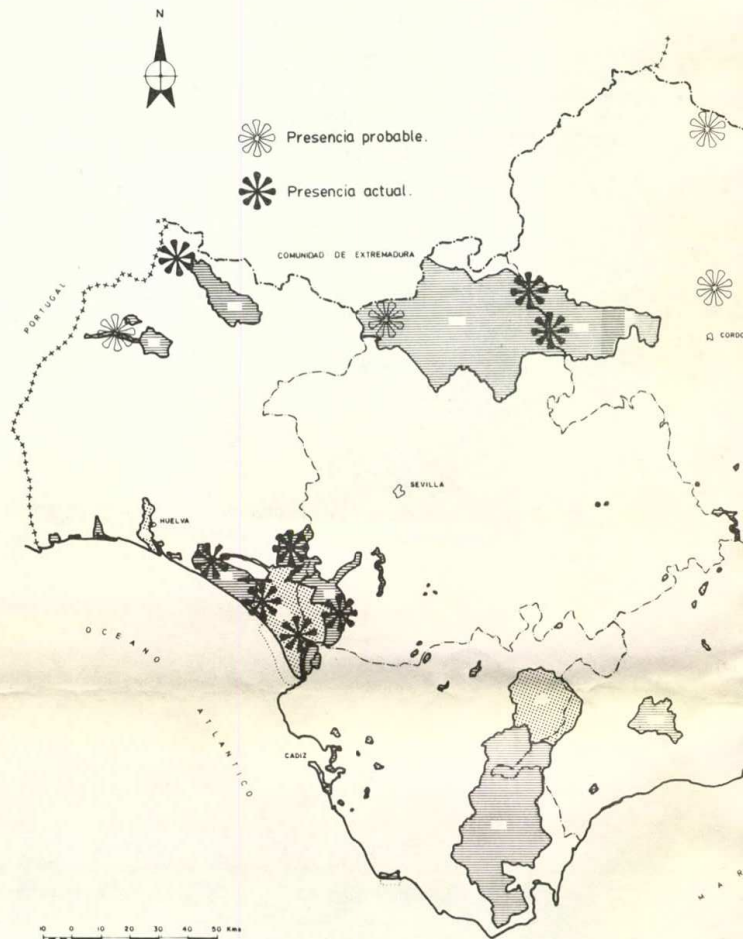 N
Presencia probable.
Presencia actual.
COMUNIDAD DE EXTREMADURA
PORTUGAL
CORDO
SEVILLA
HUELVA
OCEANO
ATLANTICO
CADIZ
MAR
10 0 10 20 30 40 50 Kms